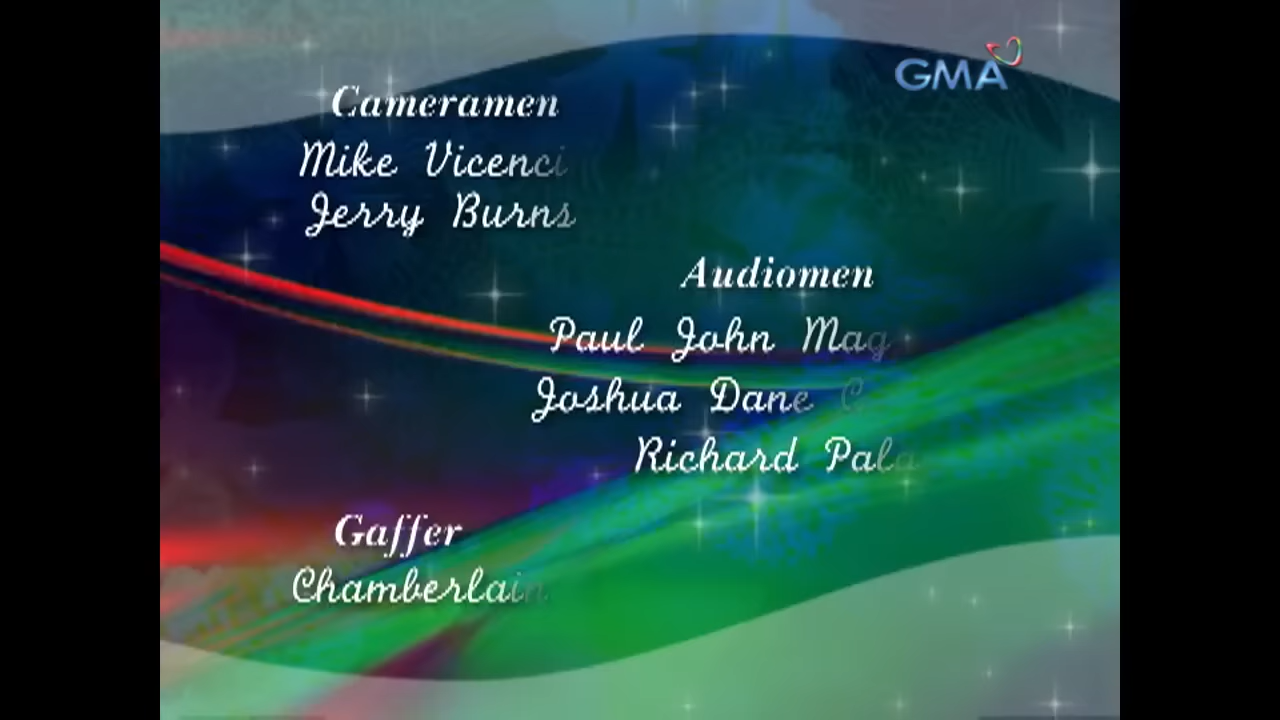 GMA
Cameramen
Mike Vicenci
Jerry Burns
Audiomen
Paul John Mag
Joshua Dane C
Richard Pala
Gaffer
Chamberlain